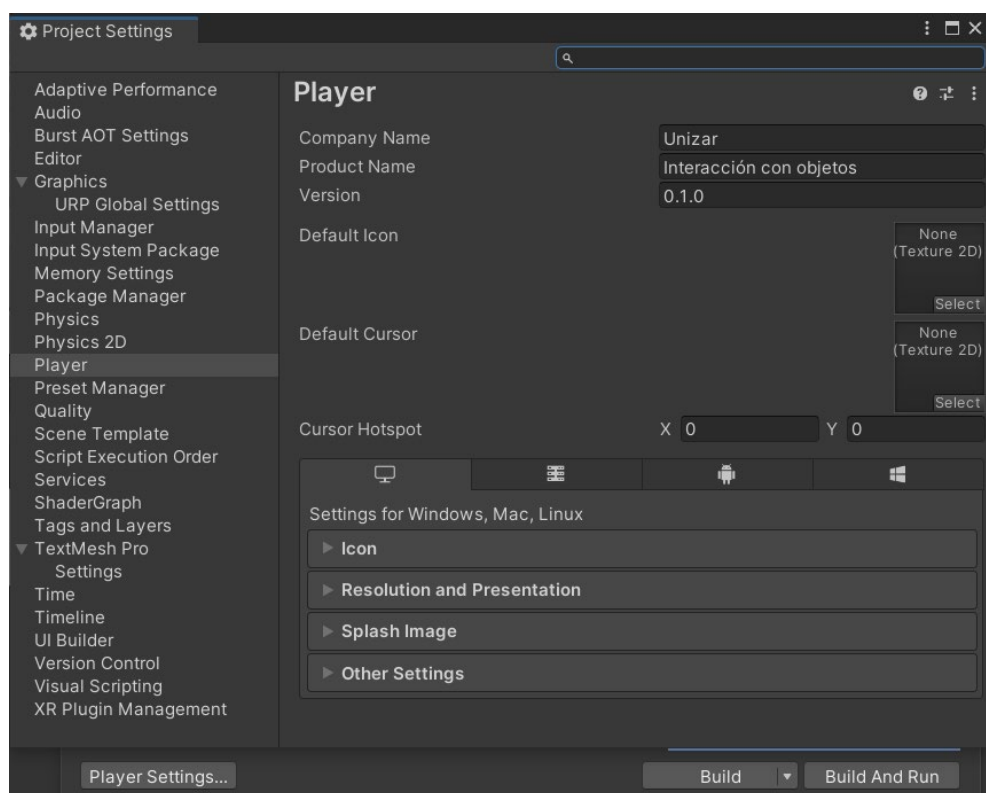 Project Settings
Adaptive Performance
Audio
Burst AOT Settings
Editor
Graphics
URP Global Settings
Input Manager
Input System Package
Memory Settings
Package Manager
Physics
Physics 2D
Player
Preset Manager
Quality
Scene Template
Script Execution Order
Services
ShaderGraph
Tags and Layers
TextMesh Pro
Settings
Time
Timeline
UI Builder
Version Control
Visual Scripting
XR Plugin Management
Player
Company Name Unizar
Product Name Interacción con objetos
Version 0.1.0
Default Icon
None
(Texture 2D)
Select
Default Cursor
None
(Texture 2D)
Select
Cursor Hotspot X 0 Y 0
Settings for Windows, Mac, Linux
Icon
Resolution and Presentation
Splash Image
Other Settings
Player Settings... Build Build And Run